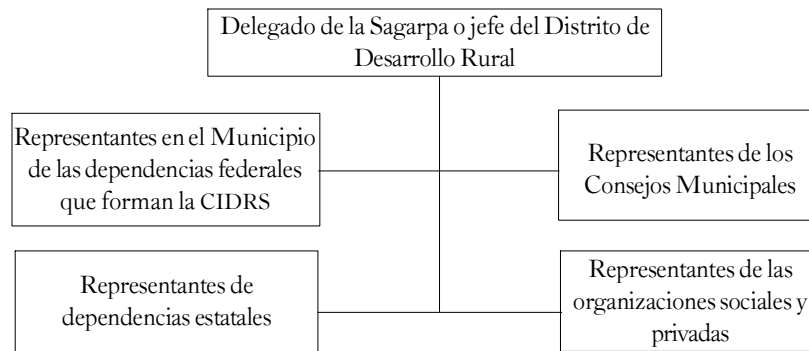 Delegado de la Sagarpa o jefe del Distrito de
Desarrollo Rural
Representantes en el Municipio
de las dependencias federales
que forman la CIDRS
Representantes de los
Consejos Municipales
Representantes de
dependencias estatales
Representantes de las
organizaciones sociales y
privadas